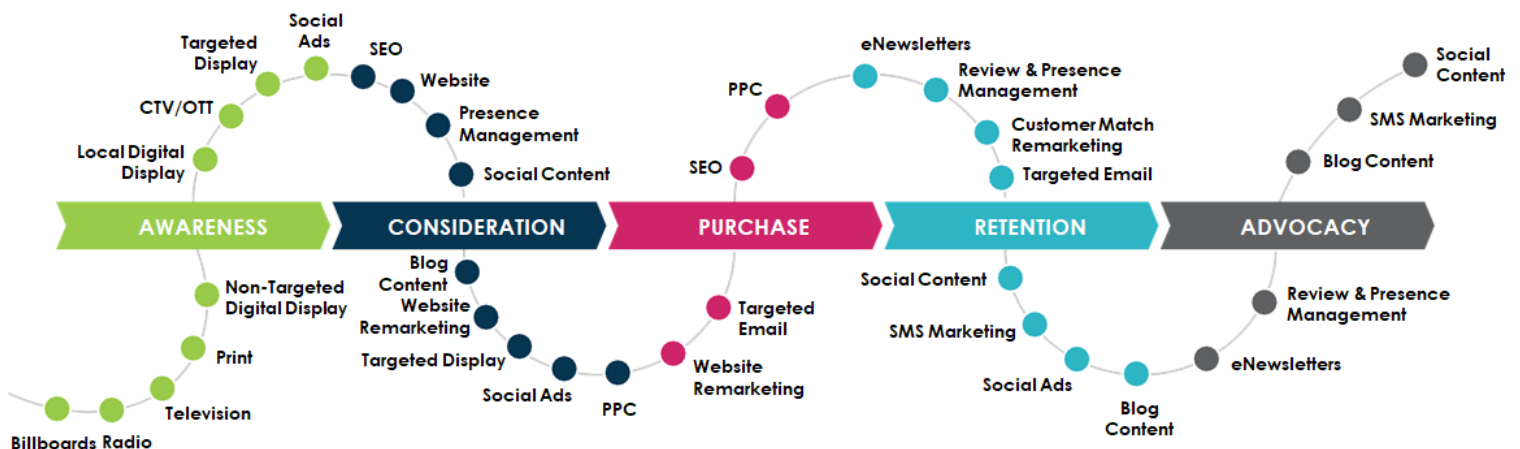 Social
Ads
SEO
Targeted
Display
Website
CTV/OTT
Presence
Management
Local Digital
Display
Social Content
eNewsletters
Review & Presence
Management
PPC
Customer Match
Remarketing
SEO
Targeted Email
Social
Content
SMS Marketing
Blog Content
AWARENESS
CONSIDERATION
PURCHASE
RETENTION
ADVOCACY
Non-Targeted
Digital Display
Print
Television
Billboards
Radio
Blog
Content
Website
Remarketing
Targeted Display
Social Ads
PPC
Targeted
Email
Website
Remarketing
Social Content
SMS Marketing
Social Ads
Blog
Content
Review & Presence
Management
eNewsletters